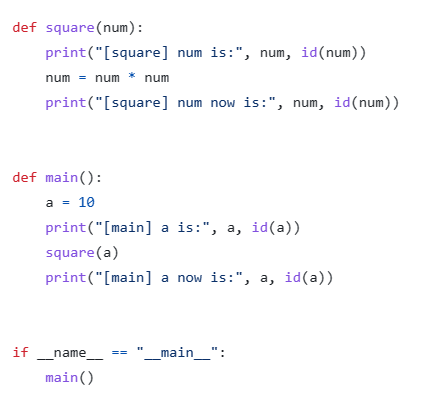 def square(num):
    print("[square] num is:", num, id(num))
    num = num * num
    print("[square] num now is:", num, id(num))
def main():
    a = 10
    print("[main] a is:", a, id(a))
    square(a)
    print("[main] a now is:", a, id(a))
if __name__ == "__main__":
    main()